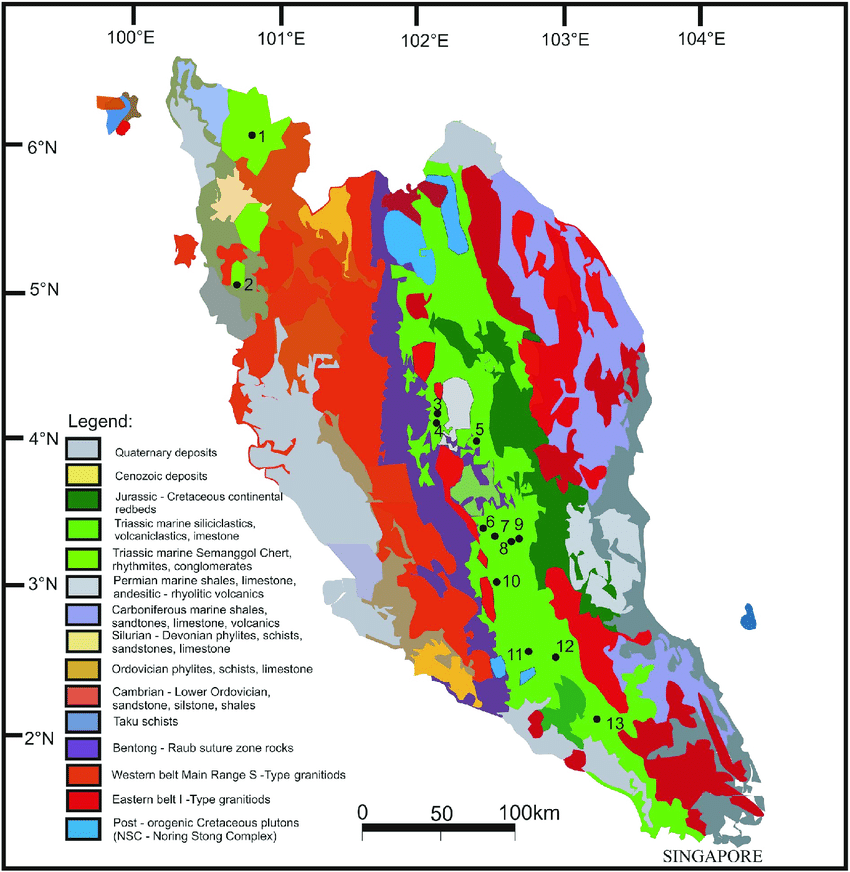 100°E 101°E 102°E 103°E 104°E
6°N
5°N
4°N
3°N
2°N
1
2
3
4
5
6 7 9
8
10
11 12
13
Legend:
Quaternary deposits
Cenozoic deposits
Jurassic - Cretaceous continental
redbeds
Triassic marine siliciclastics,
volcaniclastics, imestone
Triassic marine Semanggol Chert,
rhythmites, conglomerates
Permian marine shales, limestone,
andesitic - rhyolitic volcanics
Carboniferous marine shales,
sandtones, limestone, volcanics
Silurian - Devonian phylites, schists,
sandstones, limestone
Ordovician phylites, schists, limestone
Cambrian - Lower Ordovician,
sandstone, silstone, shales
Taku schists
Bentong - Raub suture zone rocks
Western belt Main Range S -Type granitiods
Eastern belt I -Type granitiods
Post - orogenic Cretaceous plutons
(NSC - Noring Stong Complex)
0 50 100km
SINGAPORE